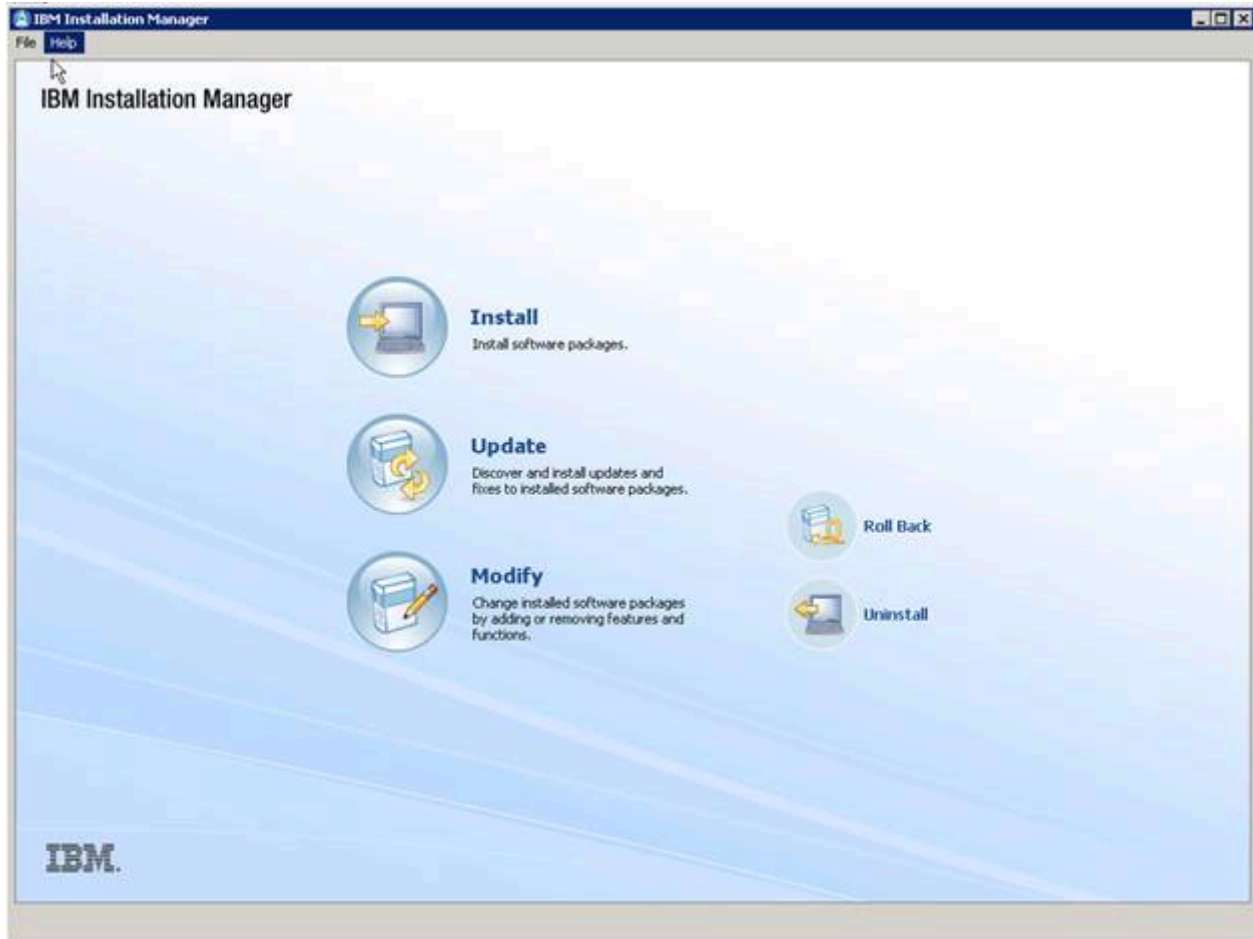 IBM Installation Manager
File Help
IBM Installation Manager
Install
Install software packages.
Update
Discover and install updates and
fixes to installed software packages.
Modify
Change installed software packages
by adding or removing features and
functions.
Roll Back
Uninstall
IBM.